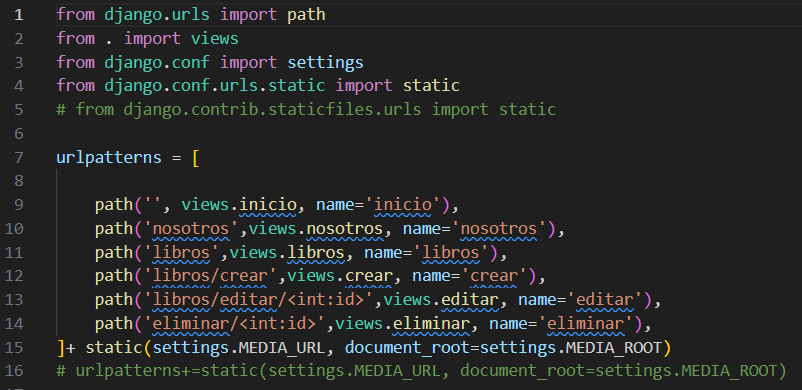 1 from django.urls import path
2 from . import views
3 from django.conf import settings
4 from django.conf.urls.static import static
5 # from django.contrib.staticfiles.urls import static
6
7 urlpatterns = [
8
9     path('', views.inicio, name='inicio'),
10     path('nosotros',views.nosotros, name='nosotros'),
11     path('libros',views.libros, name='libros'),
12     path('libros/crear',views.crear, name='crear'),
13     path('libros/editar/<int:id>',views.editar, name='editar'),
14     path('eliminar/<int:id>',views.eliminar, name='eliminar'),
15 ]+ static(settings.MEDIA_URL, document_root=settings.MEDIA_ROOT)
16 # urlpatterns+=static(settings.MEDIA_URL, document_root=settings.MEDIA_ROOT)